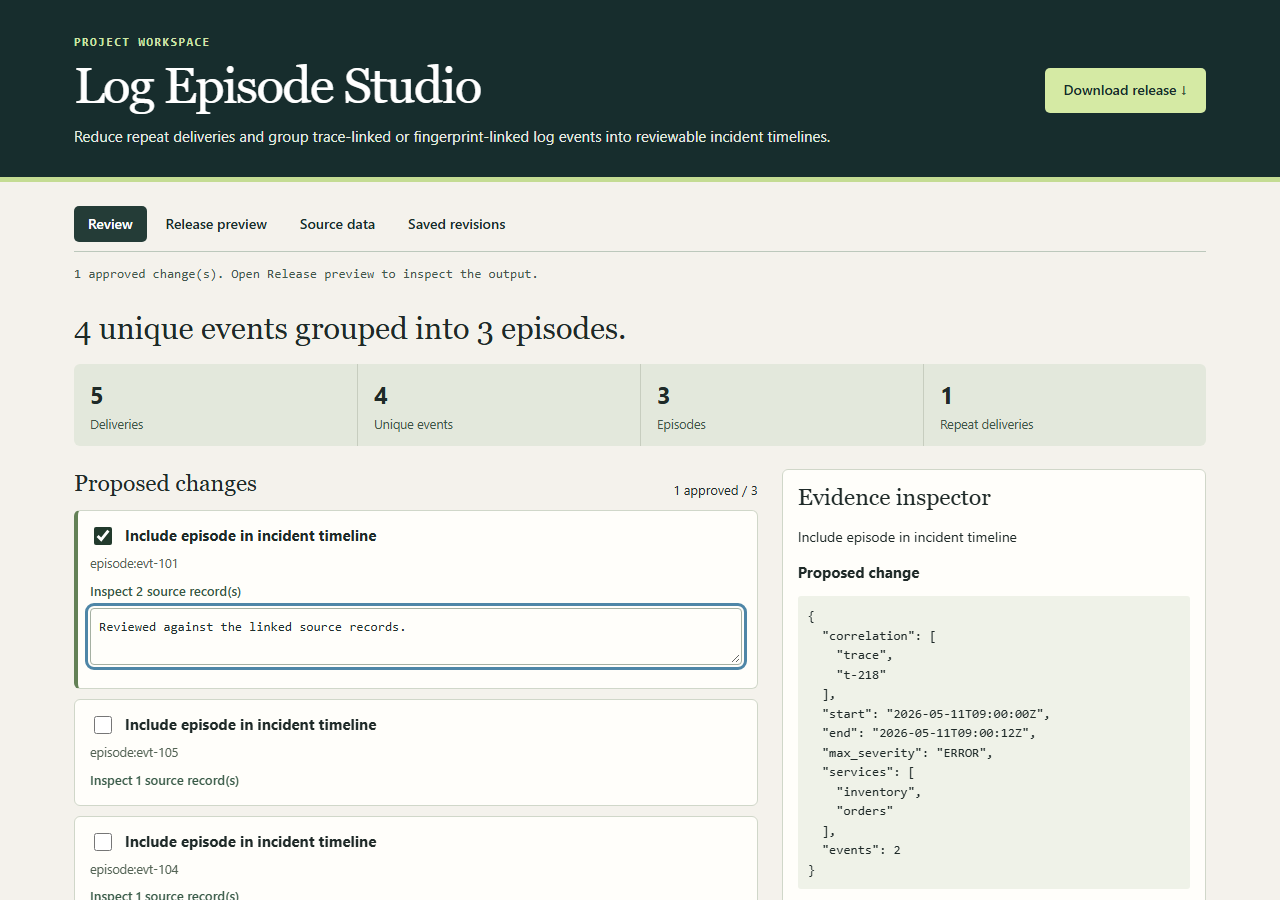 PROJECT WORKSPACE
Log Episode Studio
Reduce repeat deliveries and group trace-linked or fingerprint-linked log events into reviewable incident timelines.
Download release ↓
Review
Release preview
Source data
Saved revisions
1 approved change(s). Open Release preview to inspect the output.
4 unique events grouped into 3 episodes.
5
Deliveries
4
Unique events
3
Episodes
1
Repeat deliveries
Proposed changes
1 approved / 3
Include episode in incident timeline
episode:evt-101
Inspect 2 source record(s)
Reviewed against the linked source records.
Include episode in incident timeline
episode:evt-105
Inspect 1 source record(s)
Include episode in incident timeline
episode:evt-104
Inspect 1 source record(s)
Evidence inspector
Include episode in incident timeline
Proposed change
{
  "correlation": [
    "trace",
    "t-218"
  ],
  "start": "2026-05-11T09:00:00Z",
  "end": "2026-05-11T09:00:12Z",
  "max_severity": "ERROR",
  "services": [
    "inventory",
    "orders"
  ],
  "events": 2
}